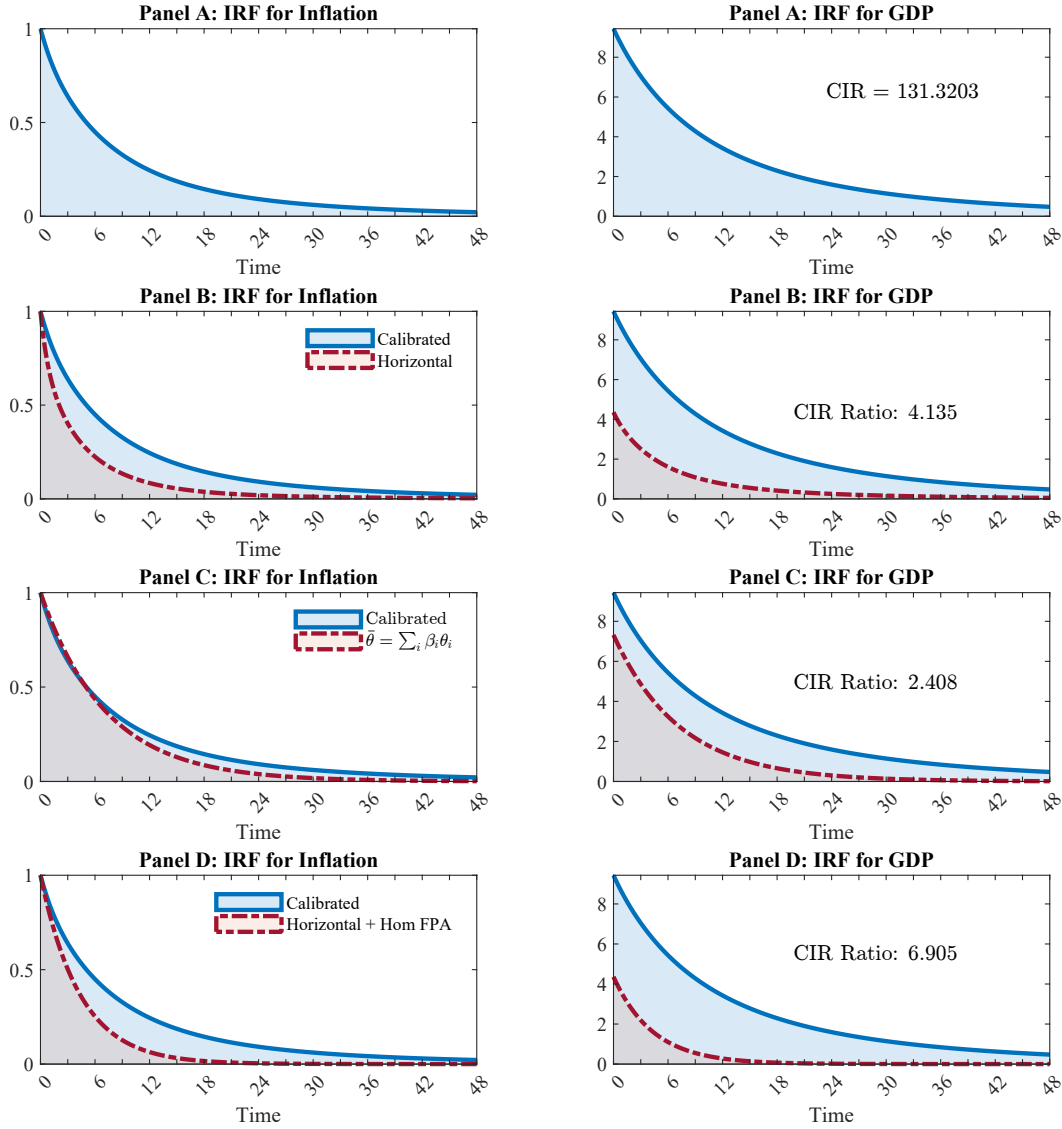 Panel A: IRF for Inflation
1
0.5
0
0 6 12 18 24 30 36 42 48
Time
Panel A: IRF for GDP
8
6
4
2
0
CIR = 131.3203
0 6 12 18 24 30 36 42 48
Time
Panel B: IRF for Inflation
1
0.5
0
Calibrated
Horizontal
0 6 12 18 24 30 36 42 48
Time
Panel B: IRF for GDP
8
6
4
2
0
CIR Ratio: 4.135
0 6 12 18 24 30 36 42 48
Time
Panel C: IRF for Inflation
1
0.5
0
Calibrated
θ̄ = ∑ᵢ βᵢθᵢ
0 6 12 18 24 30 36 42 48
Time
Panel C: IRF for GDP
8
6
4
2
0
CIR Ratio: 2.408
0 6 12 18 24 30 36 42 48
Time
Panel D: IRF for Inflation
1
0.5
0
Calibrated
Horizontal + Hom FPA
0 6 12 18 24 30 36 42 48
Time
Panel D: IRF for GDP
8
6
4
2
0
CIR Ratio: 6.905
0 6 12 18 24 30 36 42 48
Time